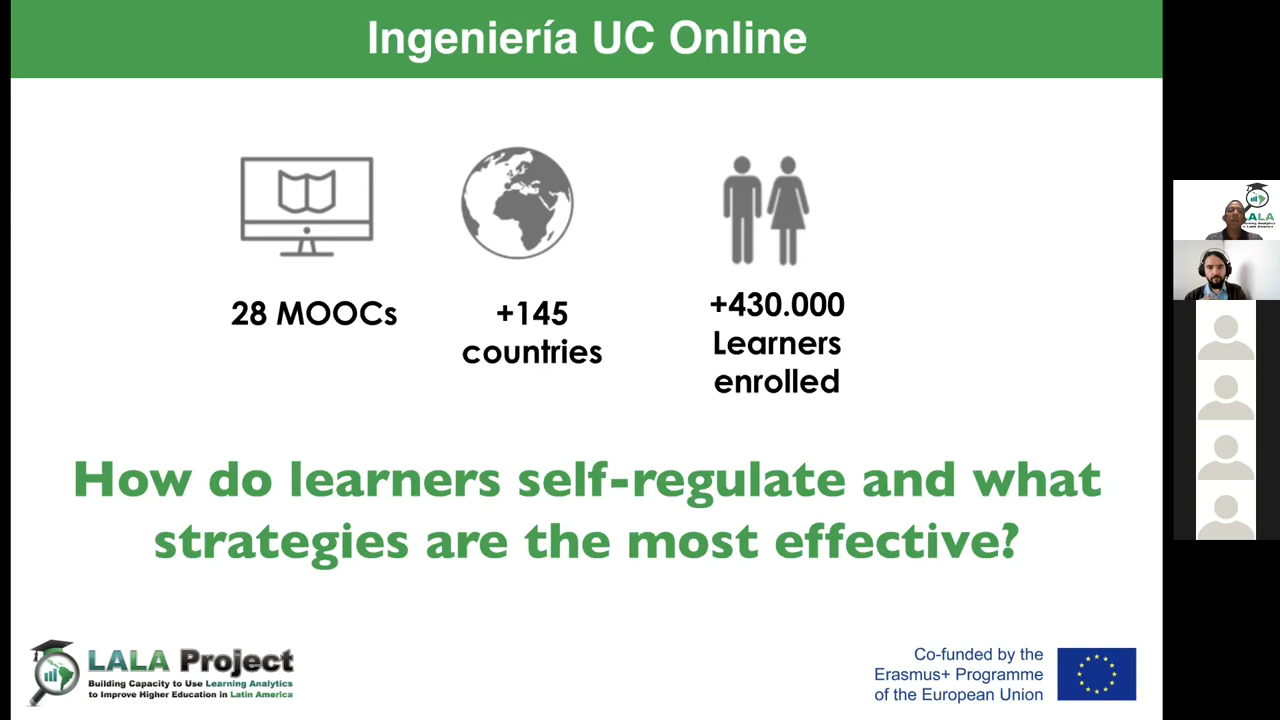 Ingeniería UC Online
28 MOOCs
+145
countries
+430.000
Learners
enrolled
How do learners self-regulate and what
strategies are the most effective?
LALA Project
Building Capacity to Use Learning Analytics
to Improve Higher Education in Latin America
Co-funded by the
Erasmus+ Programme
of the European Union